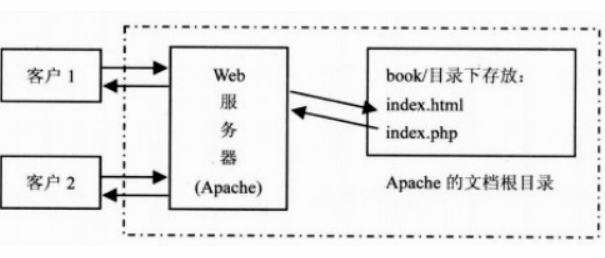 客户 1
客户 2
Web
服
务
器
(Apache)
book/目录下存放：
index.html
index.php
Apache 的文档根目录